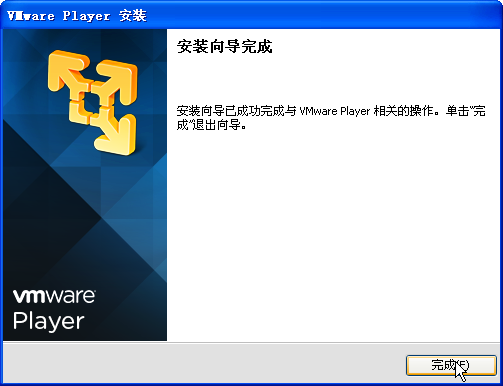 VMware Player 安装
安装向导完成
安装向导已成功完成与 VMware Player 相关的操作。单击"完
成"退出向导。
vmware
Player
完成(F)